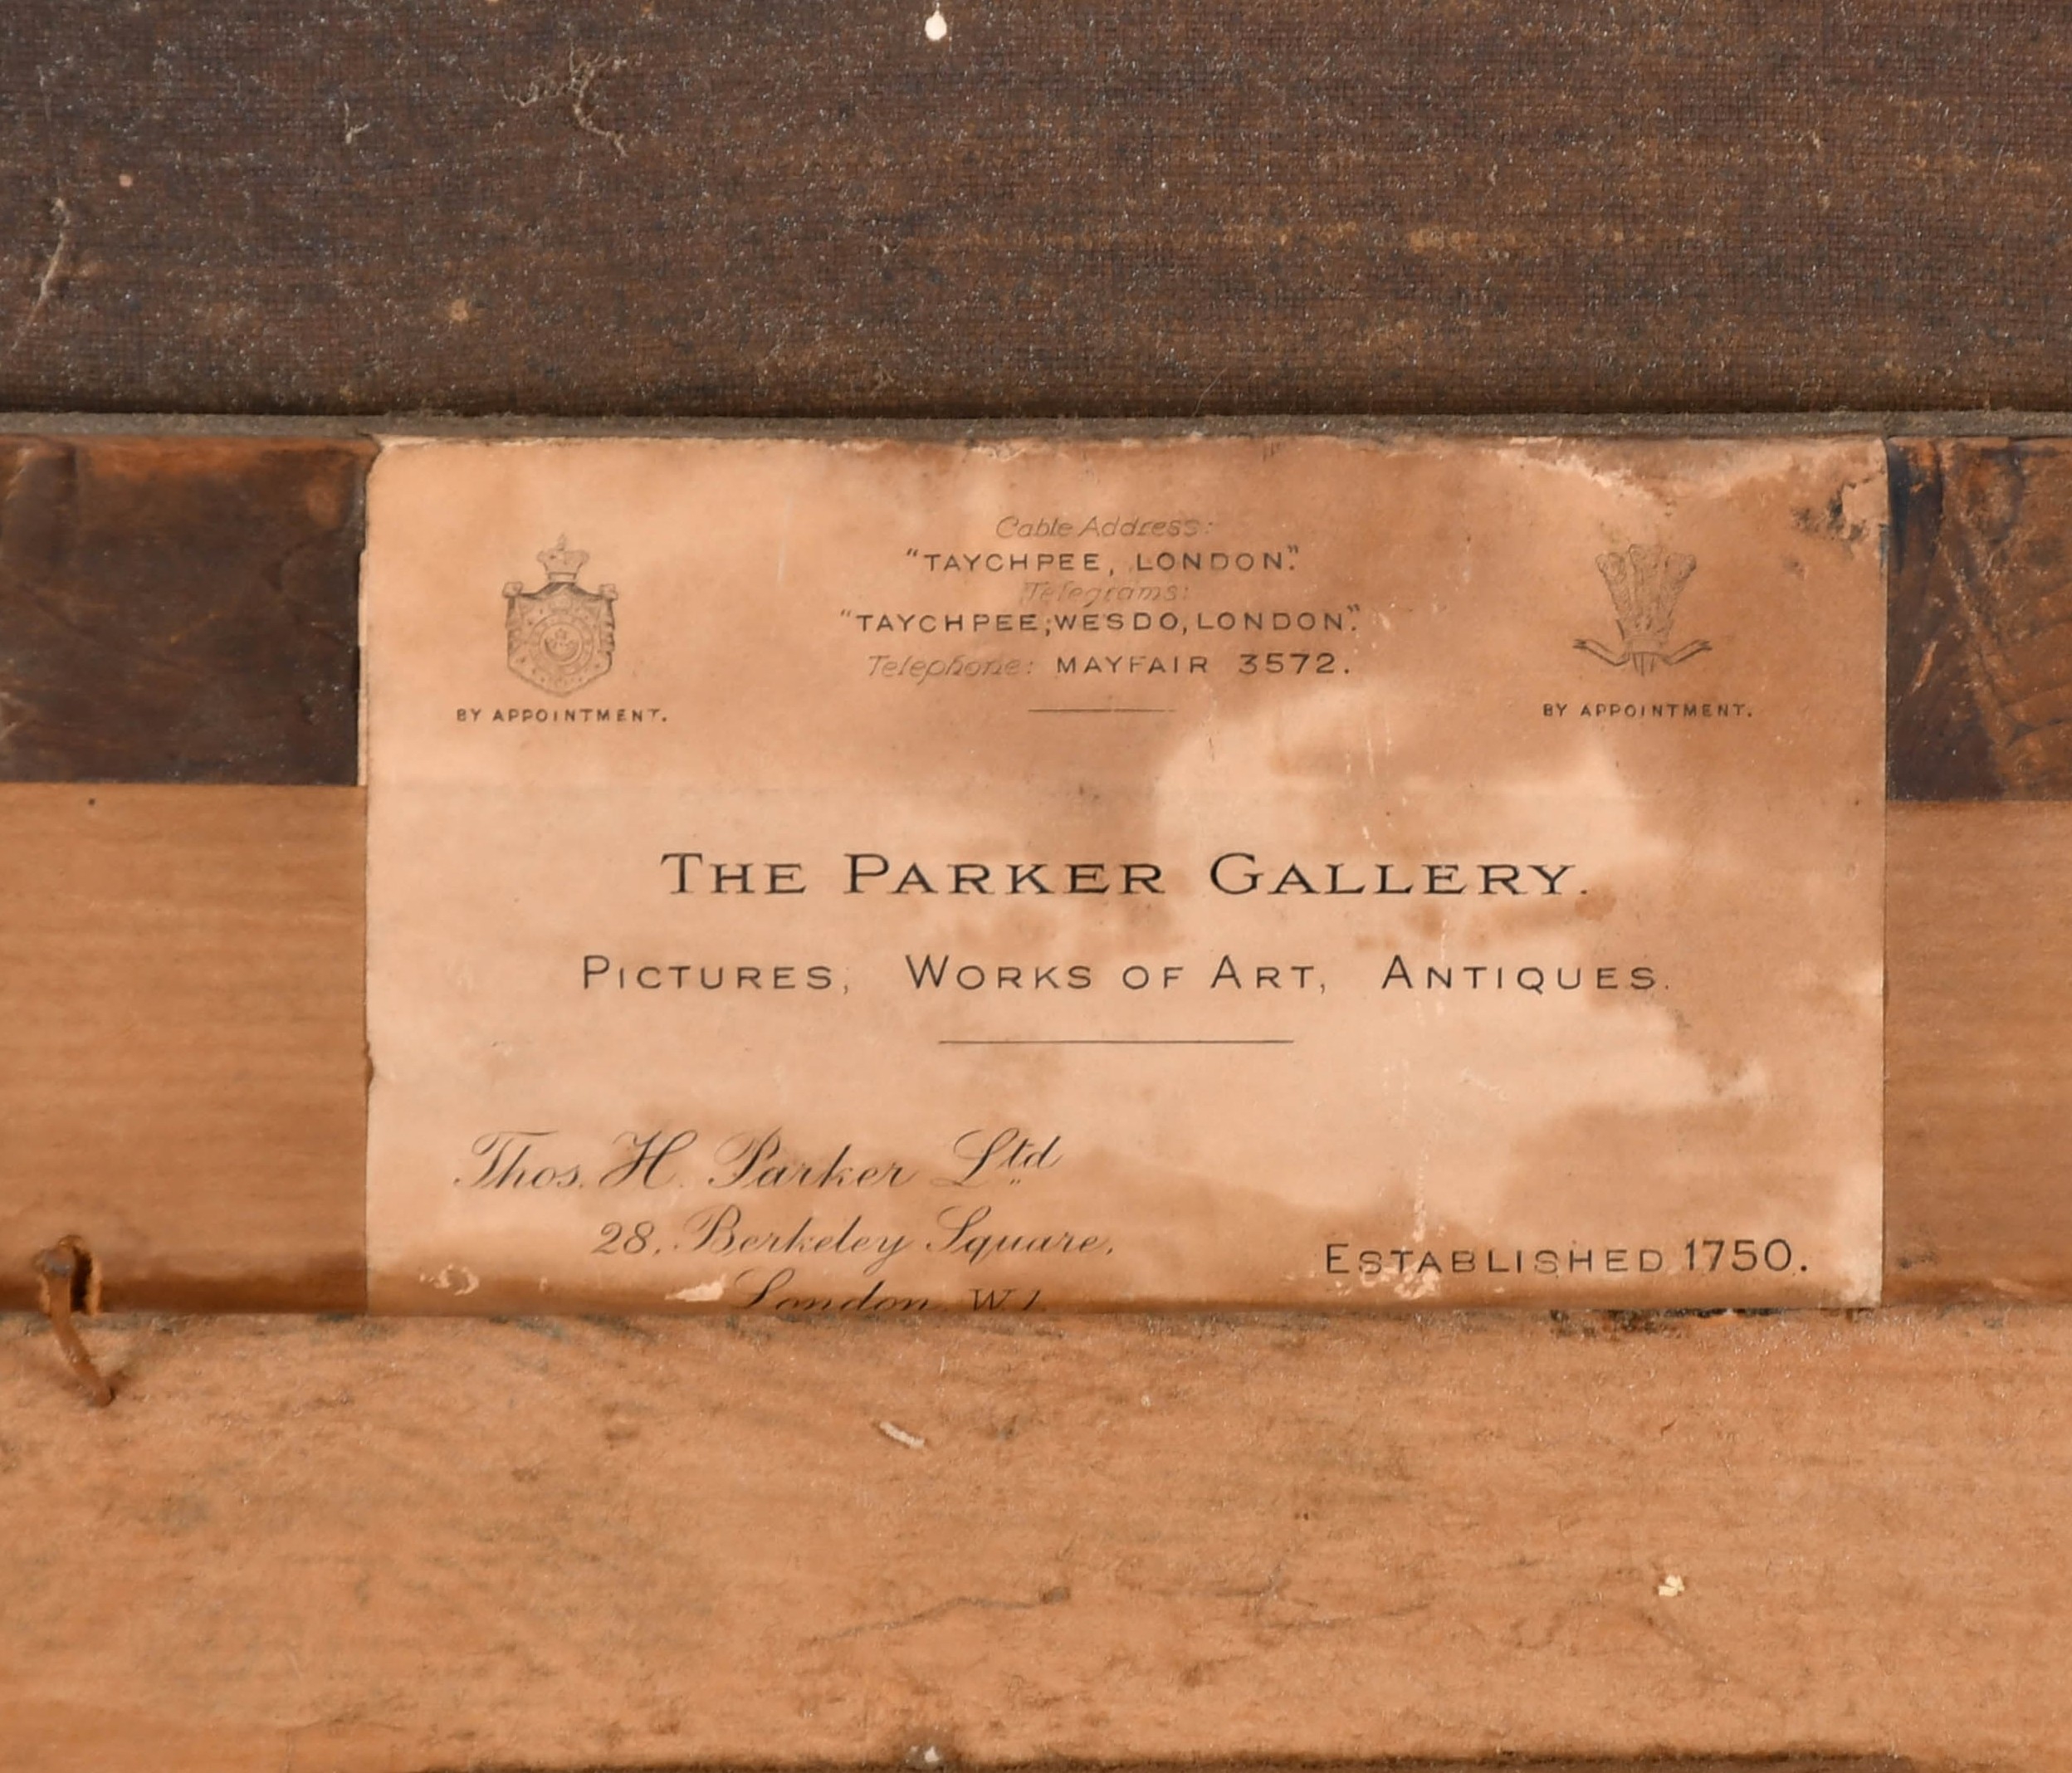 Cable Address:
"TAYCHPEE, LONDON."
Telegrams:
"TAYCHPEE;WESDO, LONDON."
Telephone: MAYFAIR 3572.
BY APPOINTMENT.
BY APPOINTMENT.
THE PARKER GALLERY.
PICTURES, WORKS OF ART, ANTIQUES.
Thos. H. Parker Ltd
28, Berkeley Square,
London W1
ESTABLISHED 1750.